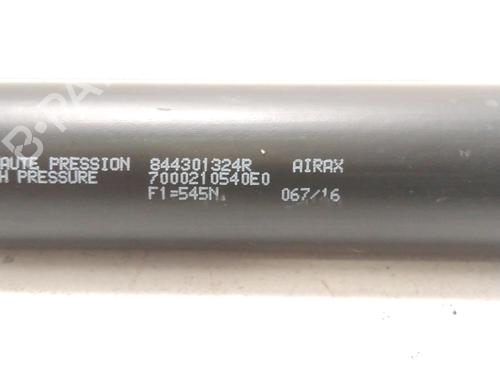 AUTE PRESSION 844301324R AIRAX
H PRESSURE 7000210540E0
F1=545N 067/16